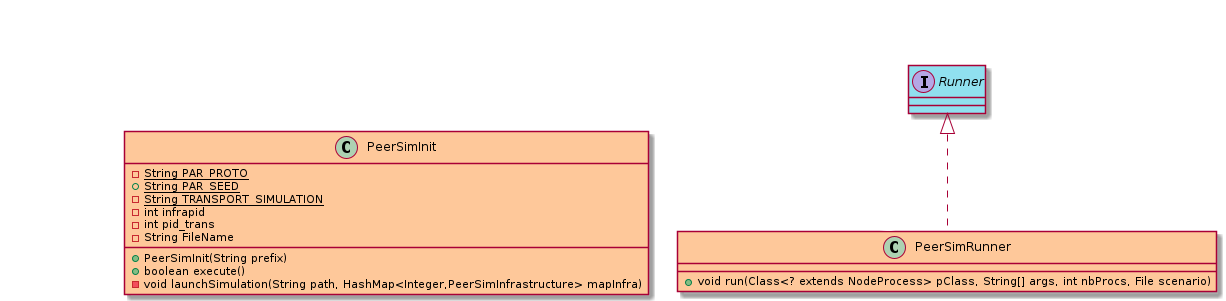 I Runner
C PeerSimInit
String PAR_PROTO
String PAR_SEED
String TRANSPORT_SIMULATION
int infrapid
int pid_trans
String FileName
PeerSimInit(String prefix)
boolean execute()
void launchSimulation(String path, HashMap<Integer,PeerSimInfrastructure> mapInfra)
C PeerSimRunner
void run(Class<? extends NodeProcess> pClass, String[] args, int nbProcs, File scenario)